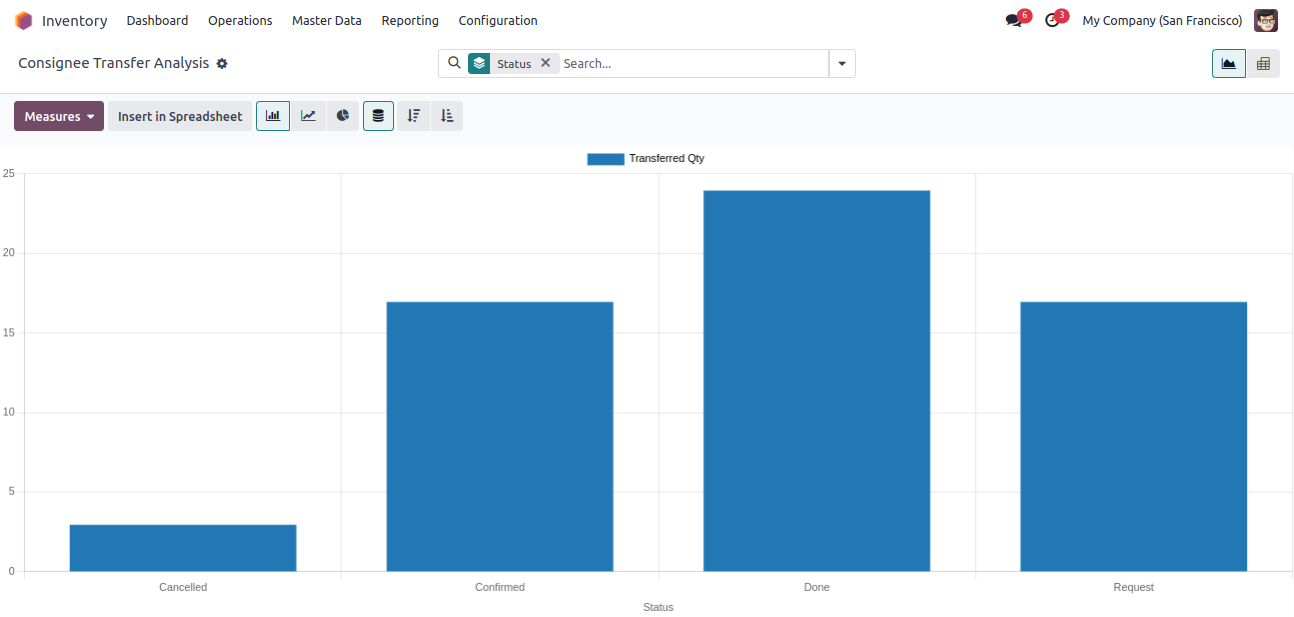 Inventory Dashboard Operations Master Data Reporting Configuration 6 3 My Company (San Francisco)
Consignee Transfer Analysis Status Search...
Measures Insert in Spreadsheet
Transferred Qty
25
20
15
10
5
0
Cancelled Confirmed Done Request
Status